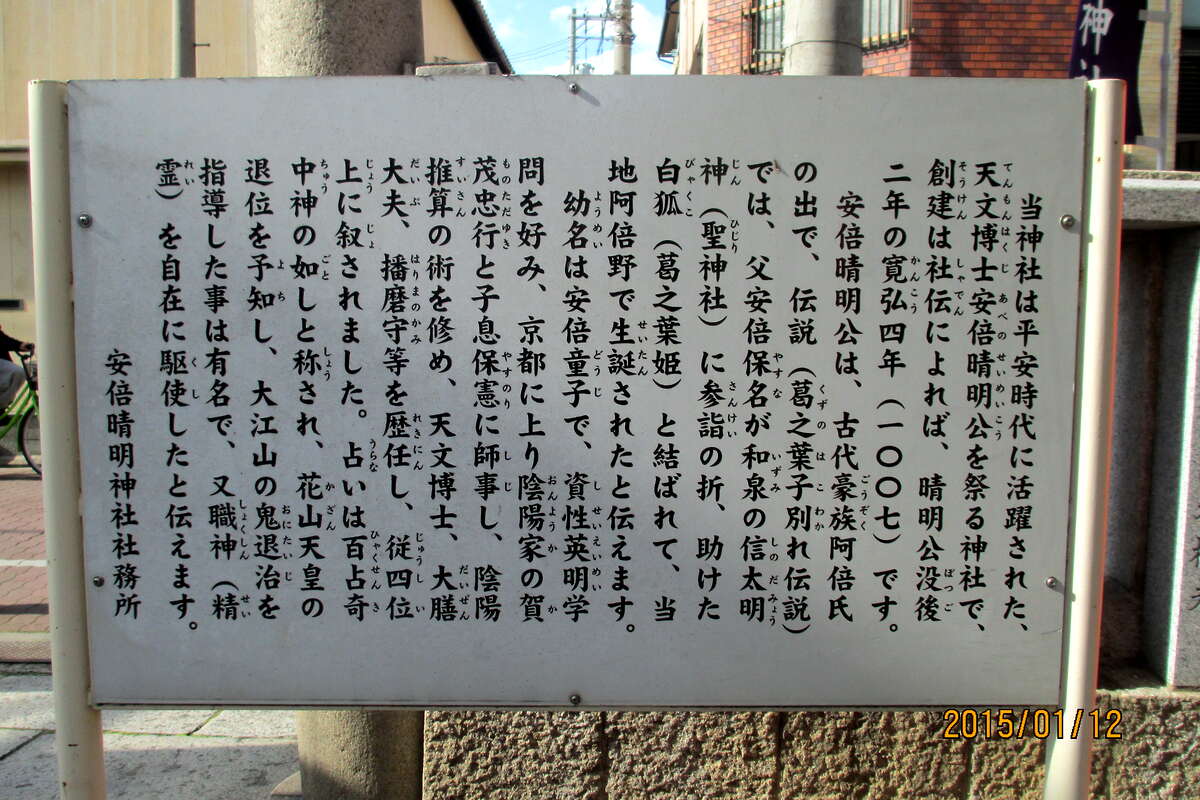 当神社は平安時代に活躍された、
天文博士安倍晴明公を祭る神社で、
創建は社伝によれば、晴明公没後
二年の寛弘四年（一〇〇七）です。
安倍晴明公は、古代豪族阿倍氏
の出で、伝説（葛之葉子別れ伝説）
では、父安倍保名が和泉の信太明
神（聖神社）に参詣の折、助けた
白狐（葛之葉姫）と結ばれて、当
地阿倍野で生誕されたと伝えます。
幼名は安倍童子で、資性英明学
問を好み、京都に上り陰陽家の賀
茂忠行と子息保憲に師事し、陰陽
推算の術を修め、天文博士、大膳
大夫、播磨守等を歴任し、従四位
上に叙されました。占いは百占奇
中神の如しと称され、花山天皇の
退位を予知し、大江山の鬼退治を
指導した事は有名で、又職神（精
霊）を自在に駆使したと伝えます。
安倍晴明神社社務所
神社
2015/01/12